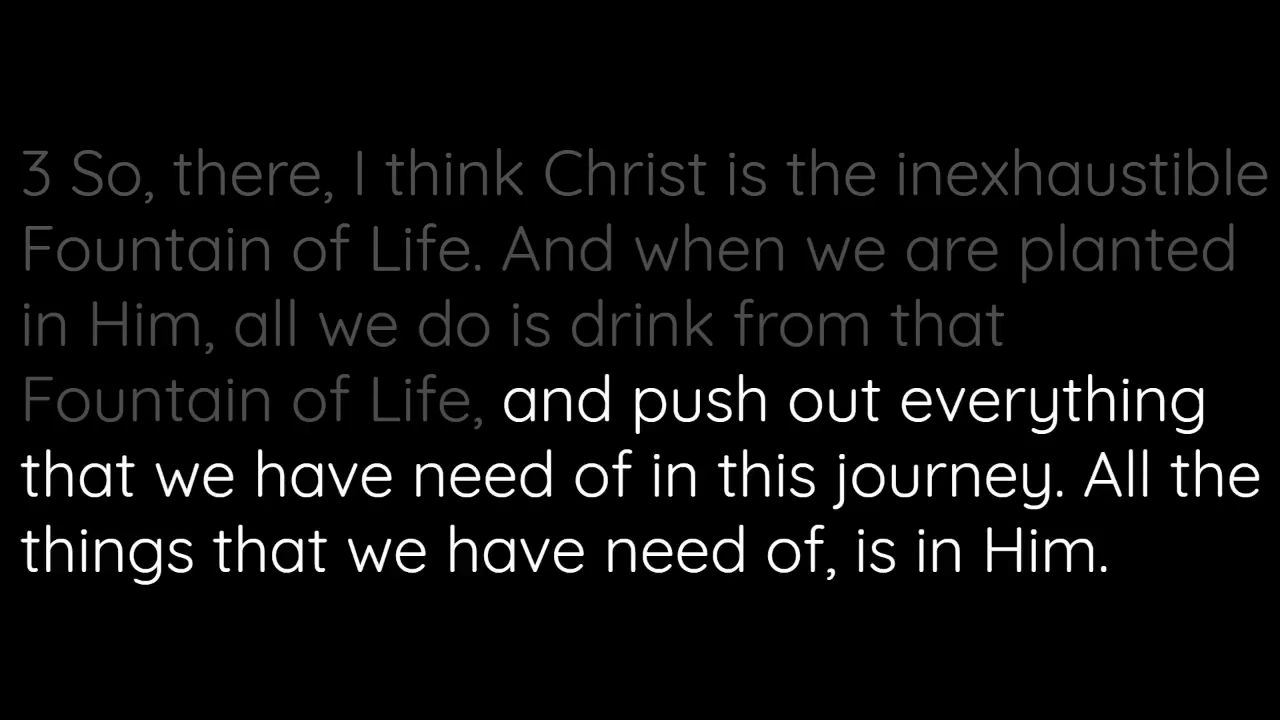 3 So, there, I think Christ is the inexhaustible
Fountain of Life. And when we are planted
in Him, all we do is drink from that
Fountain of Life, and push out everything
that we have need of in this journey. All the
things that we have need of, is in Him.